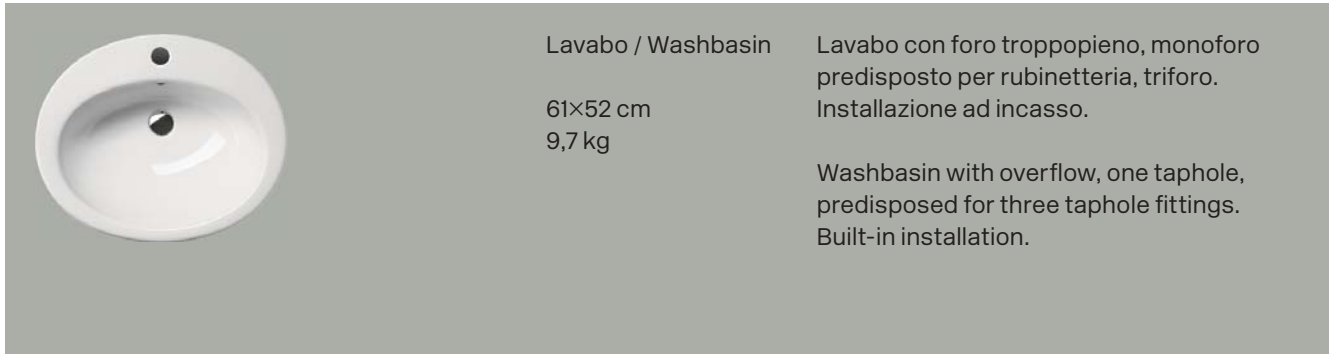 Lavabo / Washbasin
61×52 cm
9,7 kg
Lavabo con foro troppopieno, monoforo
predisposto per rubinetteria, triforo.
Installazione ad incasso.
Washbasin with overflow, one taphole,
predisposed for three taphole fittings.
Built-in installation.